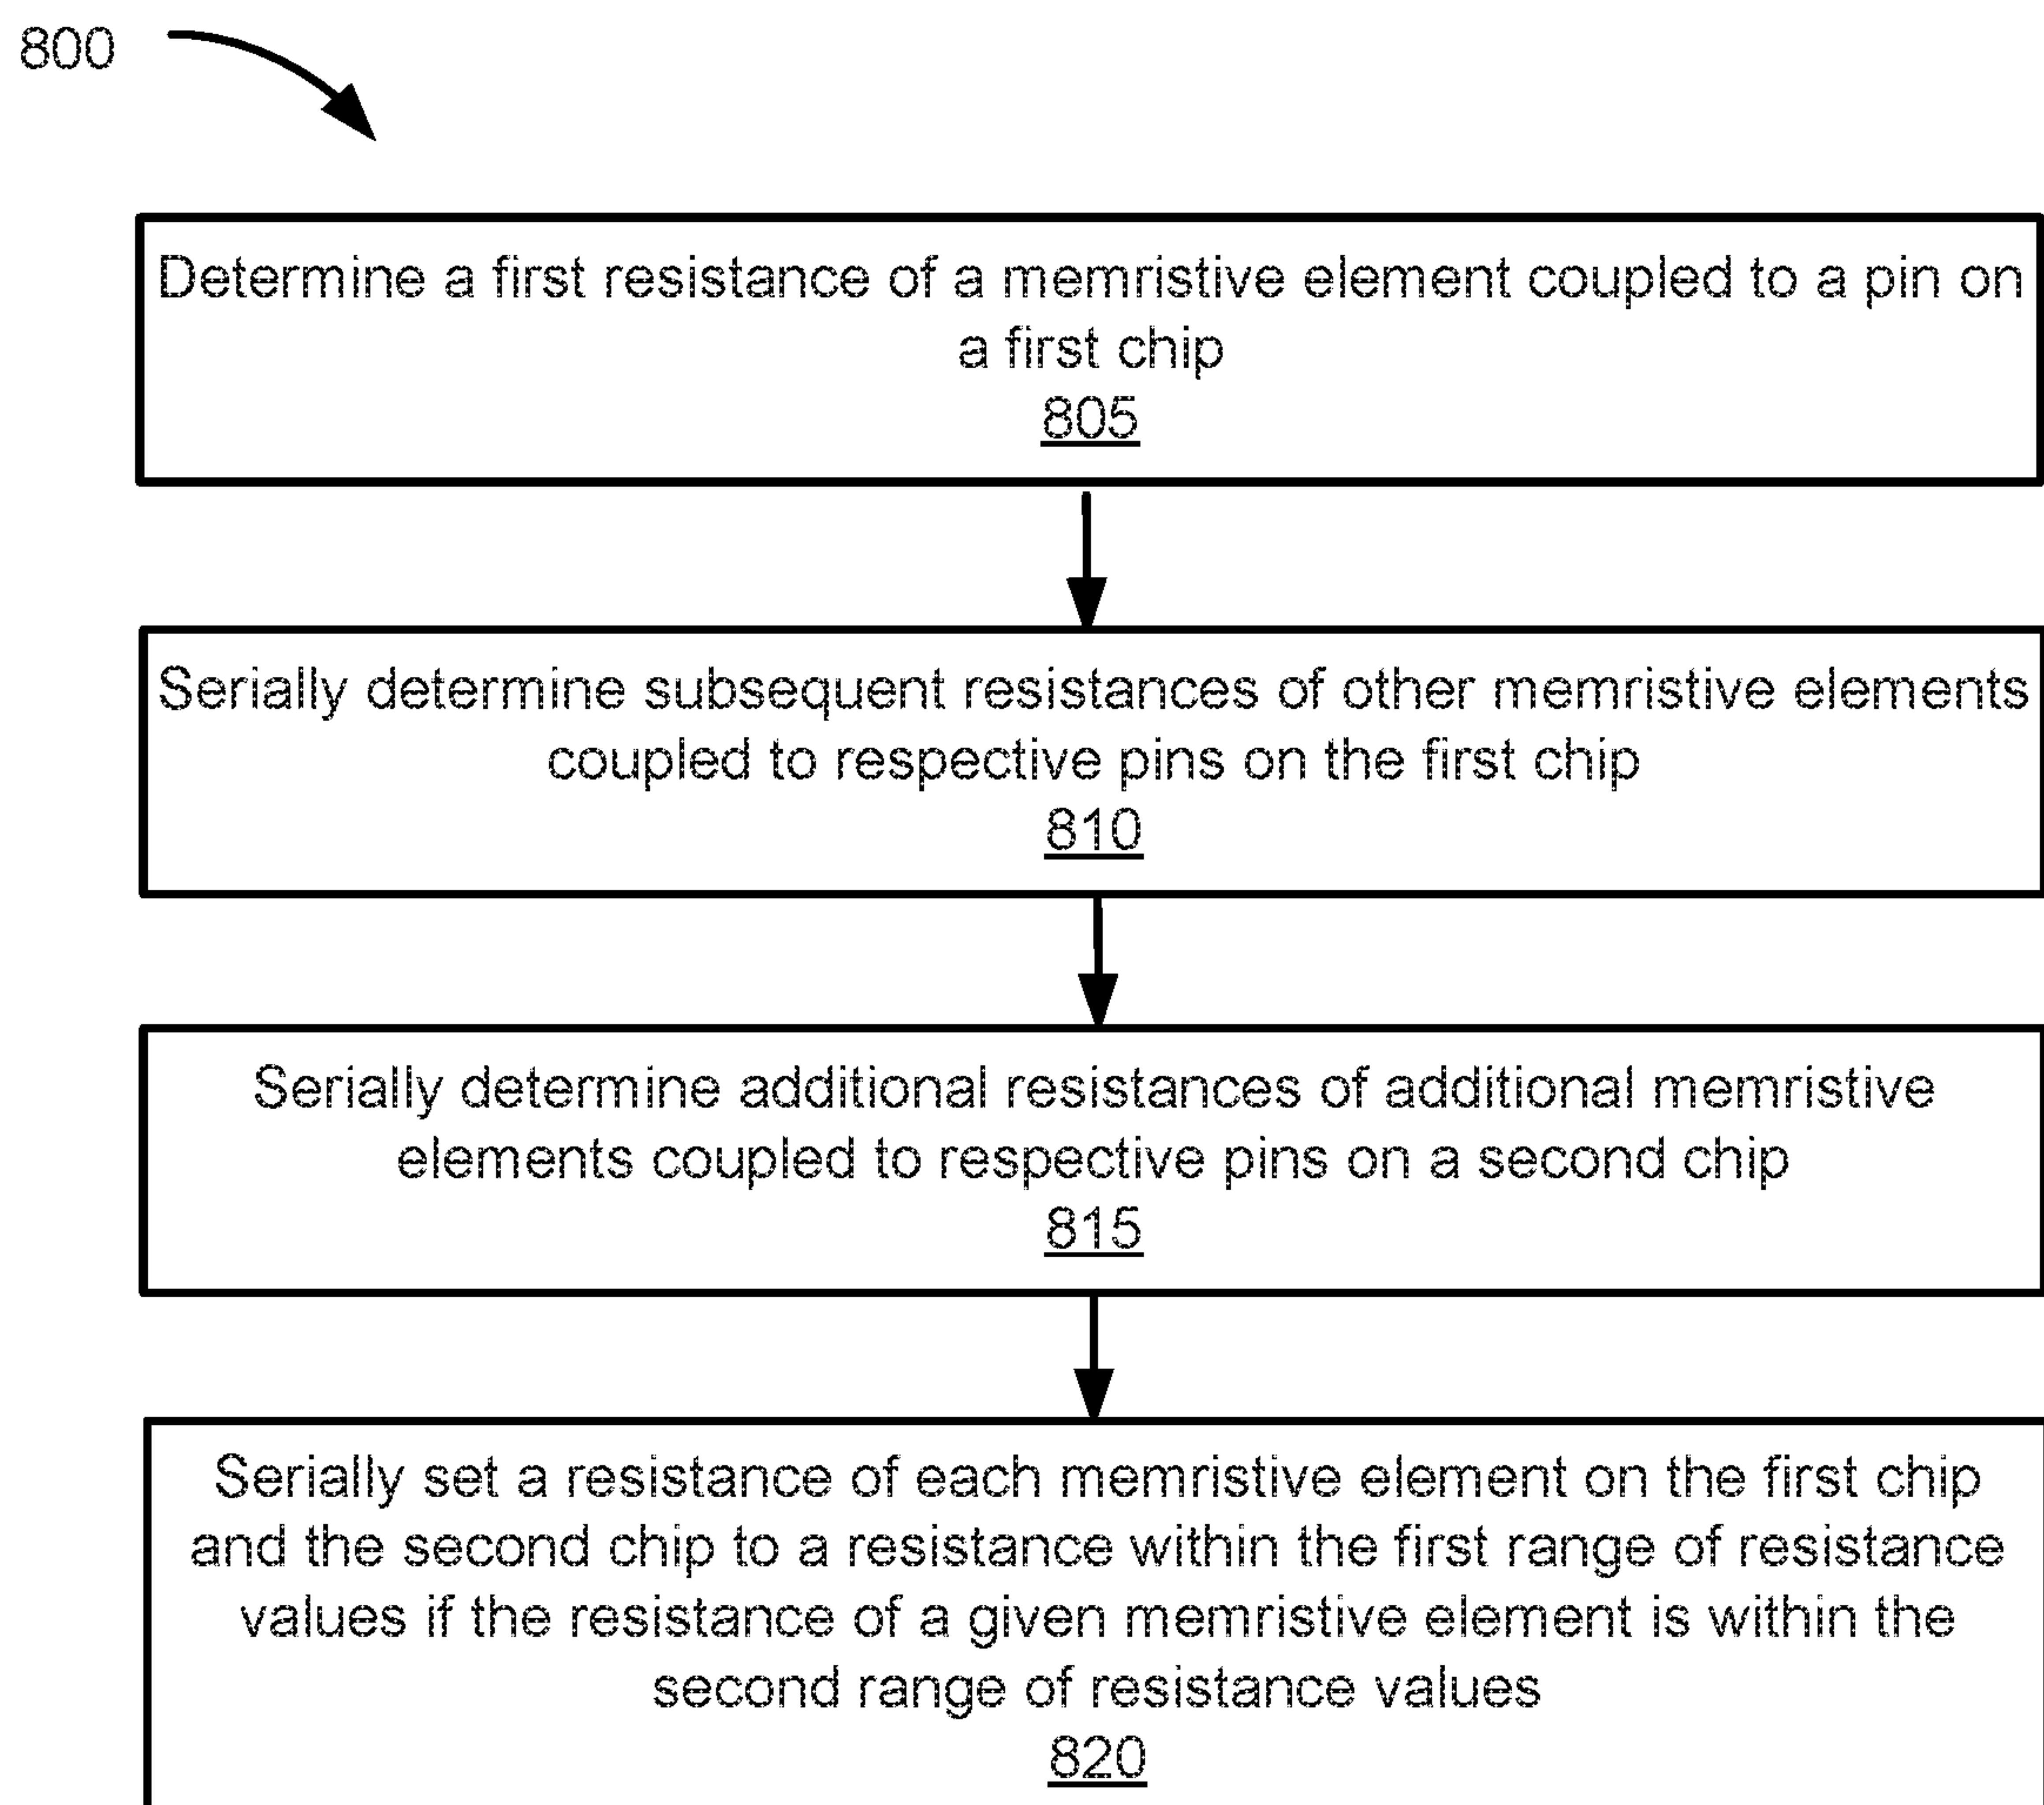 800
Determine a first resistance of a memristive element coupled to a pin on
a first chip
805
Serially determine subsequent resistances of other memristive elements
coupled to respective pins on the first chip
810
Serially determine additional resistances of additional memristive
elements coupled to respective pins on a second chip
815
Serially set a resistance of each memristive element on the first chip
and the second chip to a resistance within the first range of resistance
values if the resistance of a given memristive element is within the
second range of resistance values
820